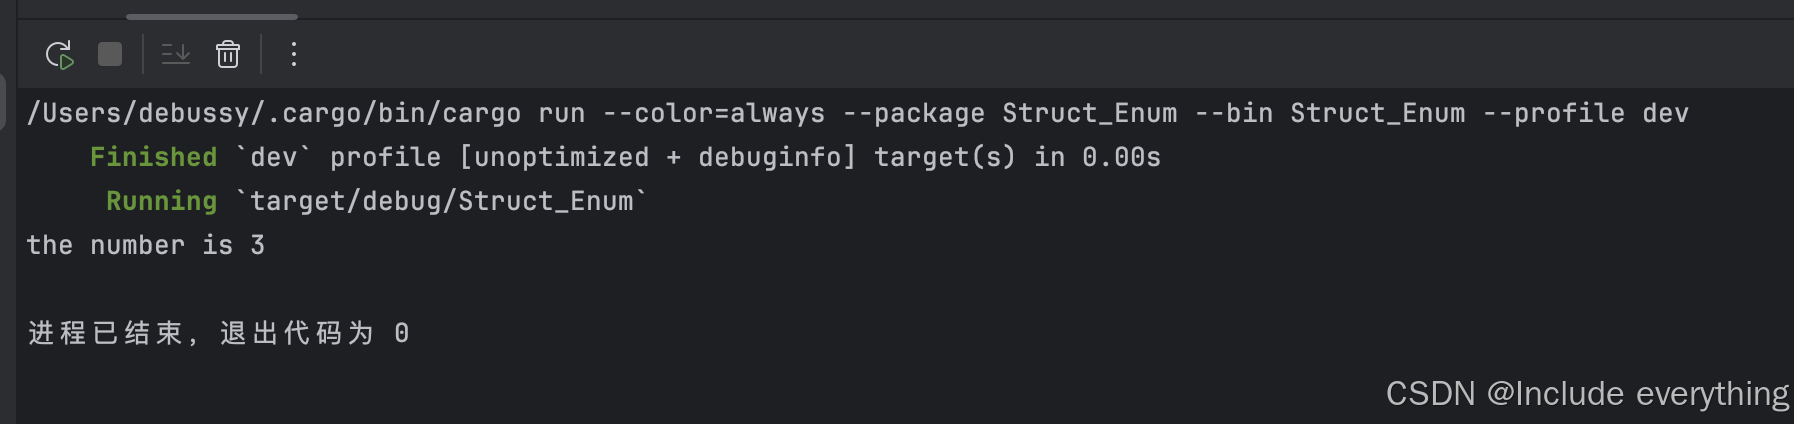 /Users/debussy/.cargo/bin/cargo run --color=always --package Struct_Enum --bin Struct_Enum --profile dev
Finished `dev` profile [unoptimized + debuginfo] target(s) in 0.00s
Running `target/debug/Struct_Enum`
the number is 3
进程已结束，退出代码为 0
CSDN @Include everything